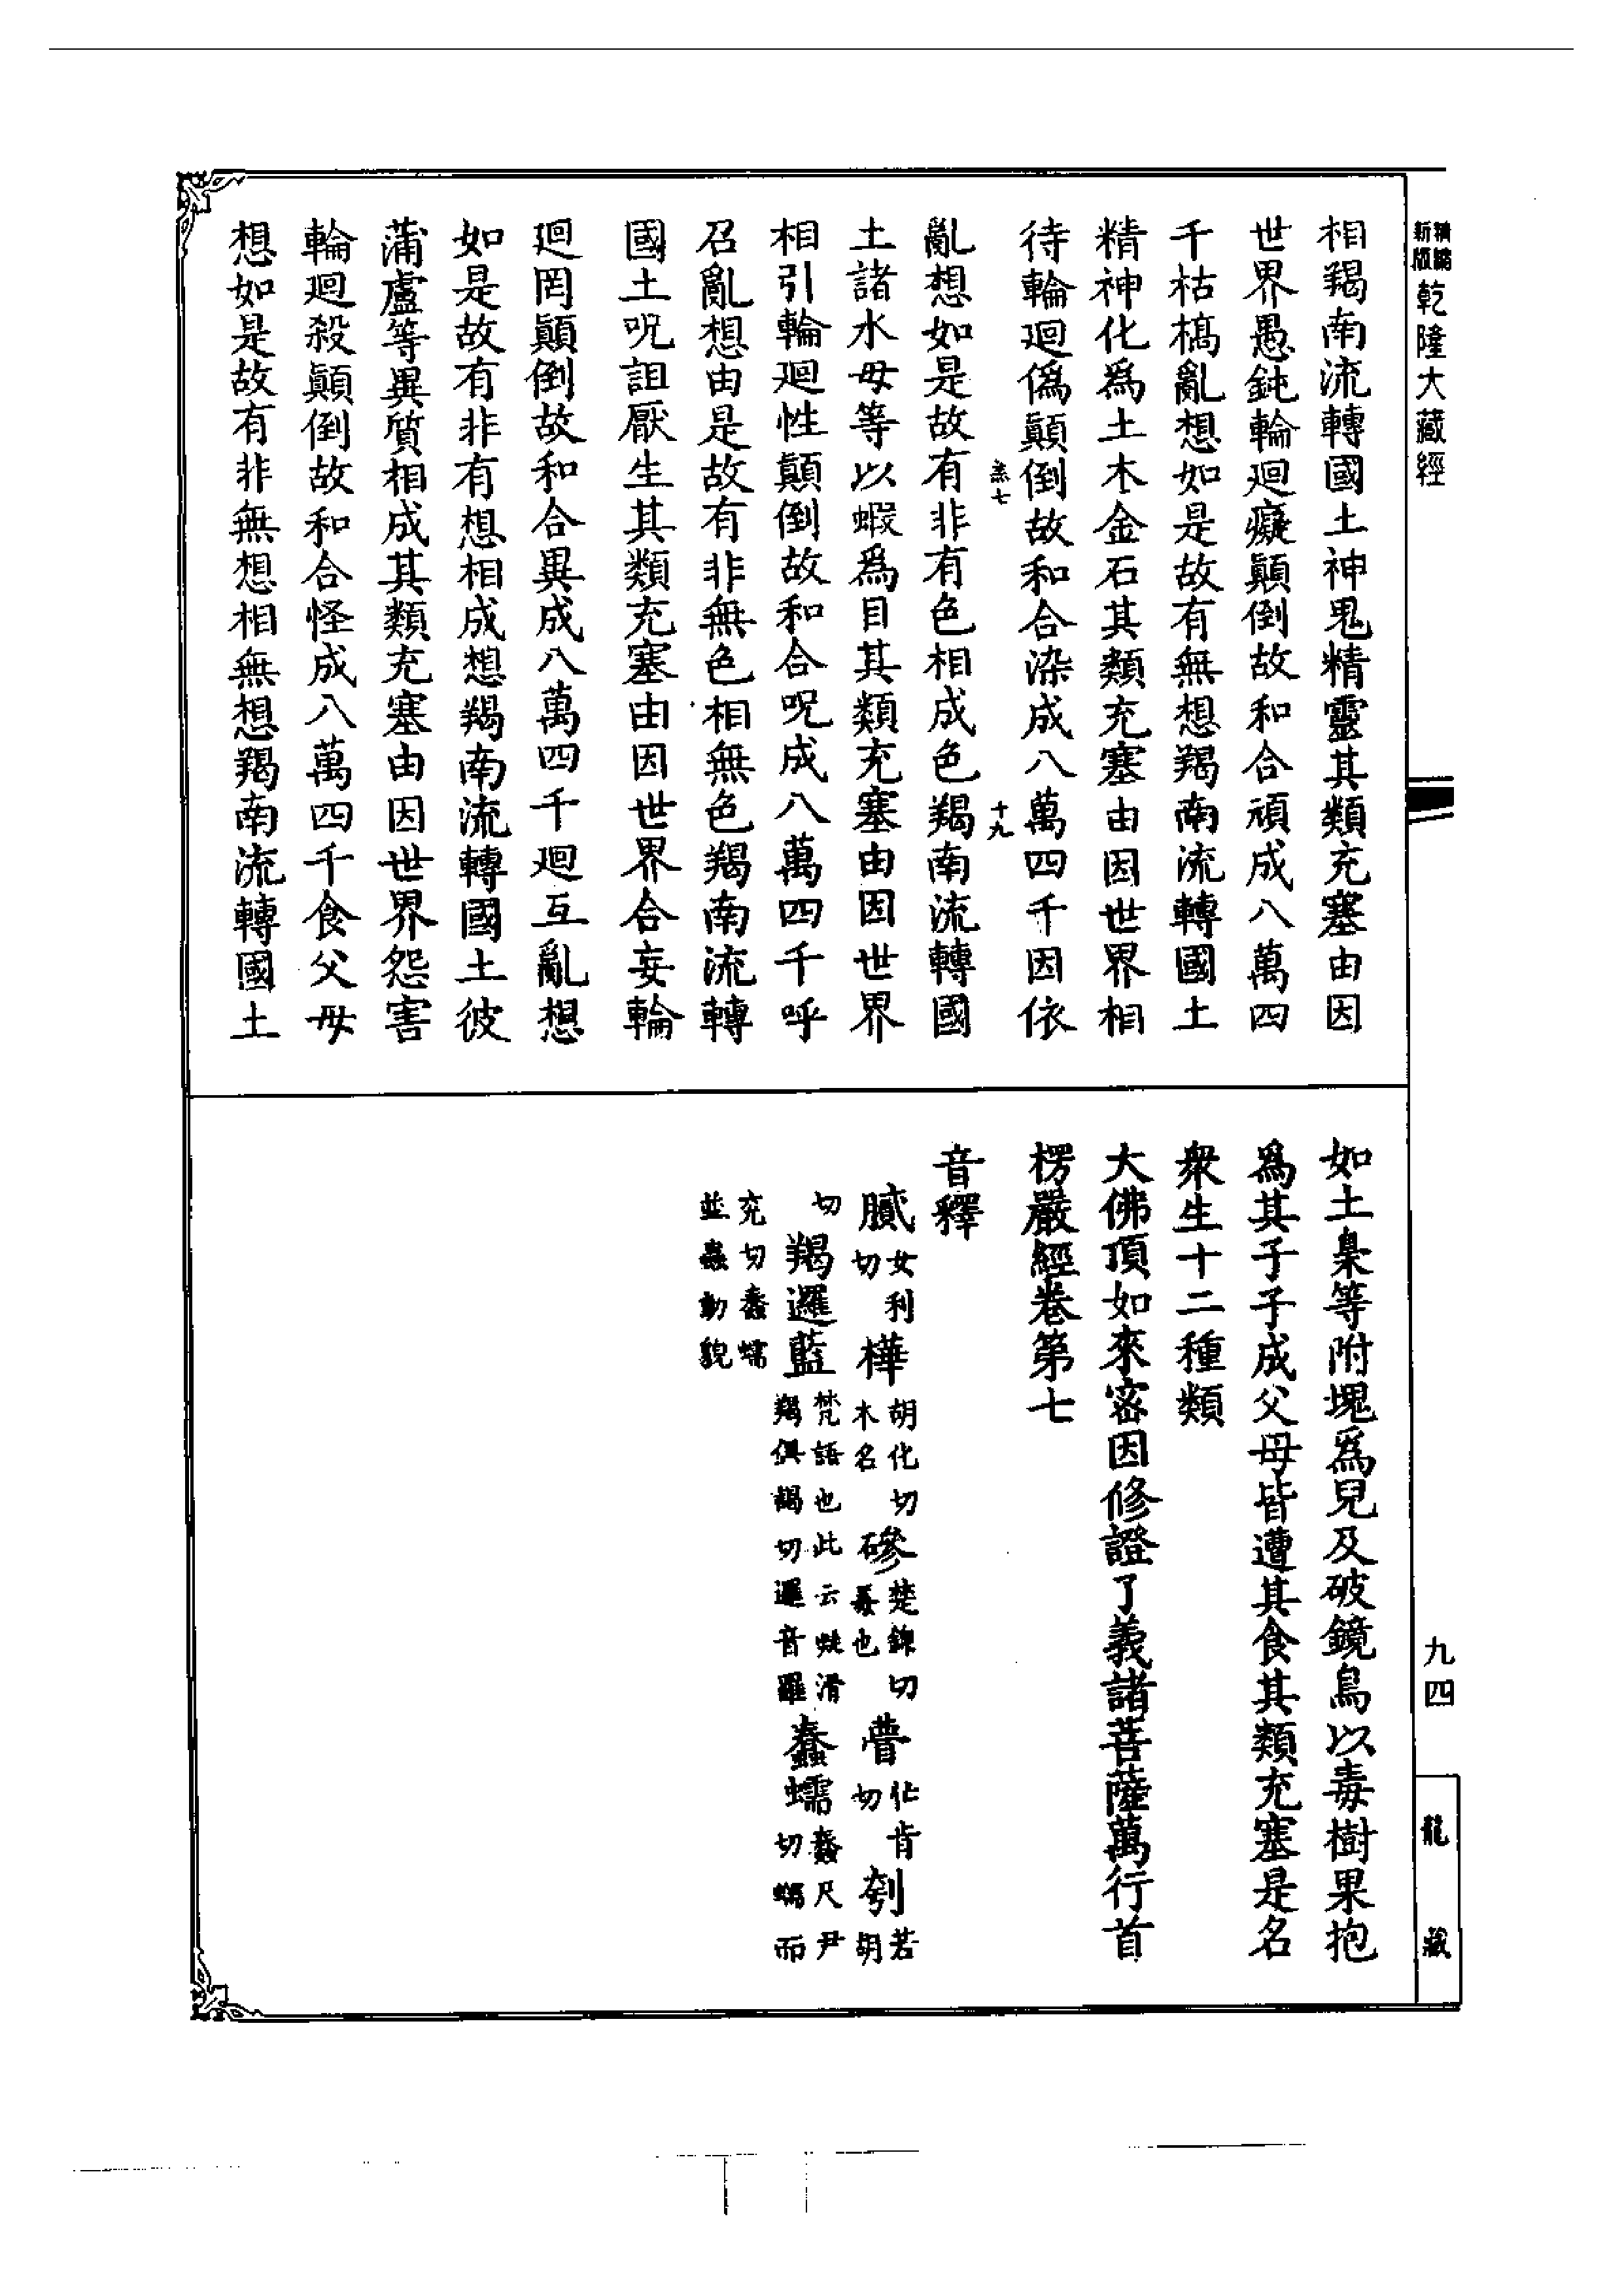 精編新版乾隆大藏經
相羯南流轉國土神鬼精靈其類充塞由因
世界愚鈍輪廻癡顛倒故和合頑成八萬四
千枯槁亂想如是故有無想羯南流轉國土
精神化爲土木金石其類充塞由因世界相
待輪廻僞顛倒故和合染成八萬四千因依
十九
亂想如是故有非有色相成色羯南流轉國
土諸水母等以蝦爲目其類充塞由因世界
相引輪廻性顛倒故和合呪成八萬四千呼
召亂想由是故有非無色相無色羯南流轉
國土呪詛厭生其類充塞由因世界合妄輪
廻罔顛倒故和合異成八萬四千廻互亂想
如是故有非有想相成想羯南流轉國土彼
蒲盧等異質相成其類充塞由因世界怨害
輪廻殺顛倒故和合怪成八萬四千食父母
想如是故有非無想相無想羯南流轉國土
如土梟等附塊爲兒及破鏡鳥以毒樹果抱
爲其子子成父母皆遭其食其類充塞是名
衆生十二種類
大佛頂如來密因修證了義諸菩薩萬行首
楞嚴經卷第七
音釋
膩女利切 樺胡化切木名 磣楚錦切毒也 瞢 刳苦胡
切 羯邏藍梵語也此云凝滑羯俱謁切邏音羅 蠢蠕蠢尺尹切蠕而
兖切蠢蠕並蟲動貌
九四
龍藏